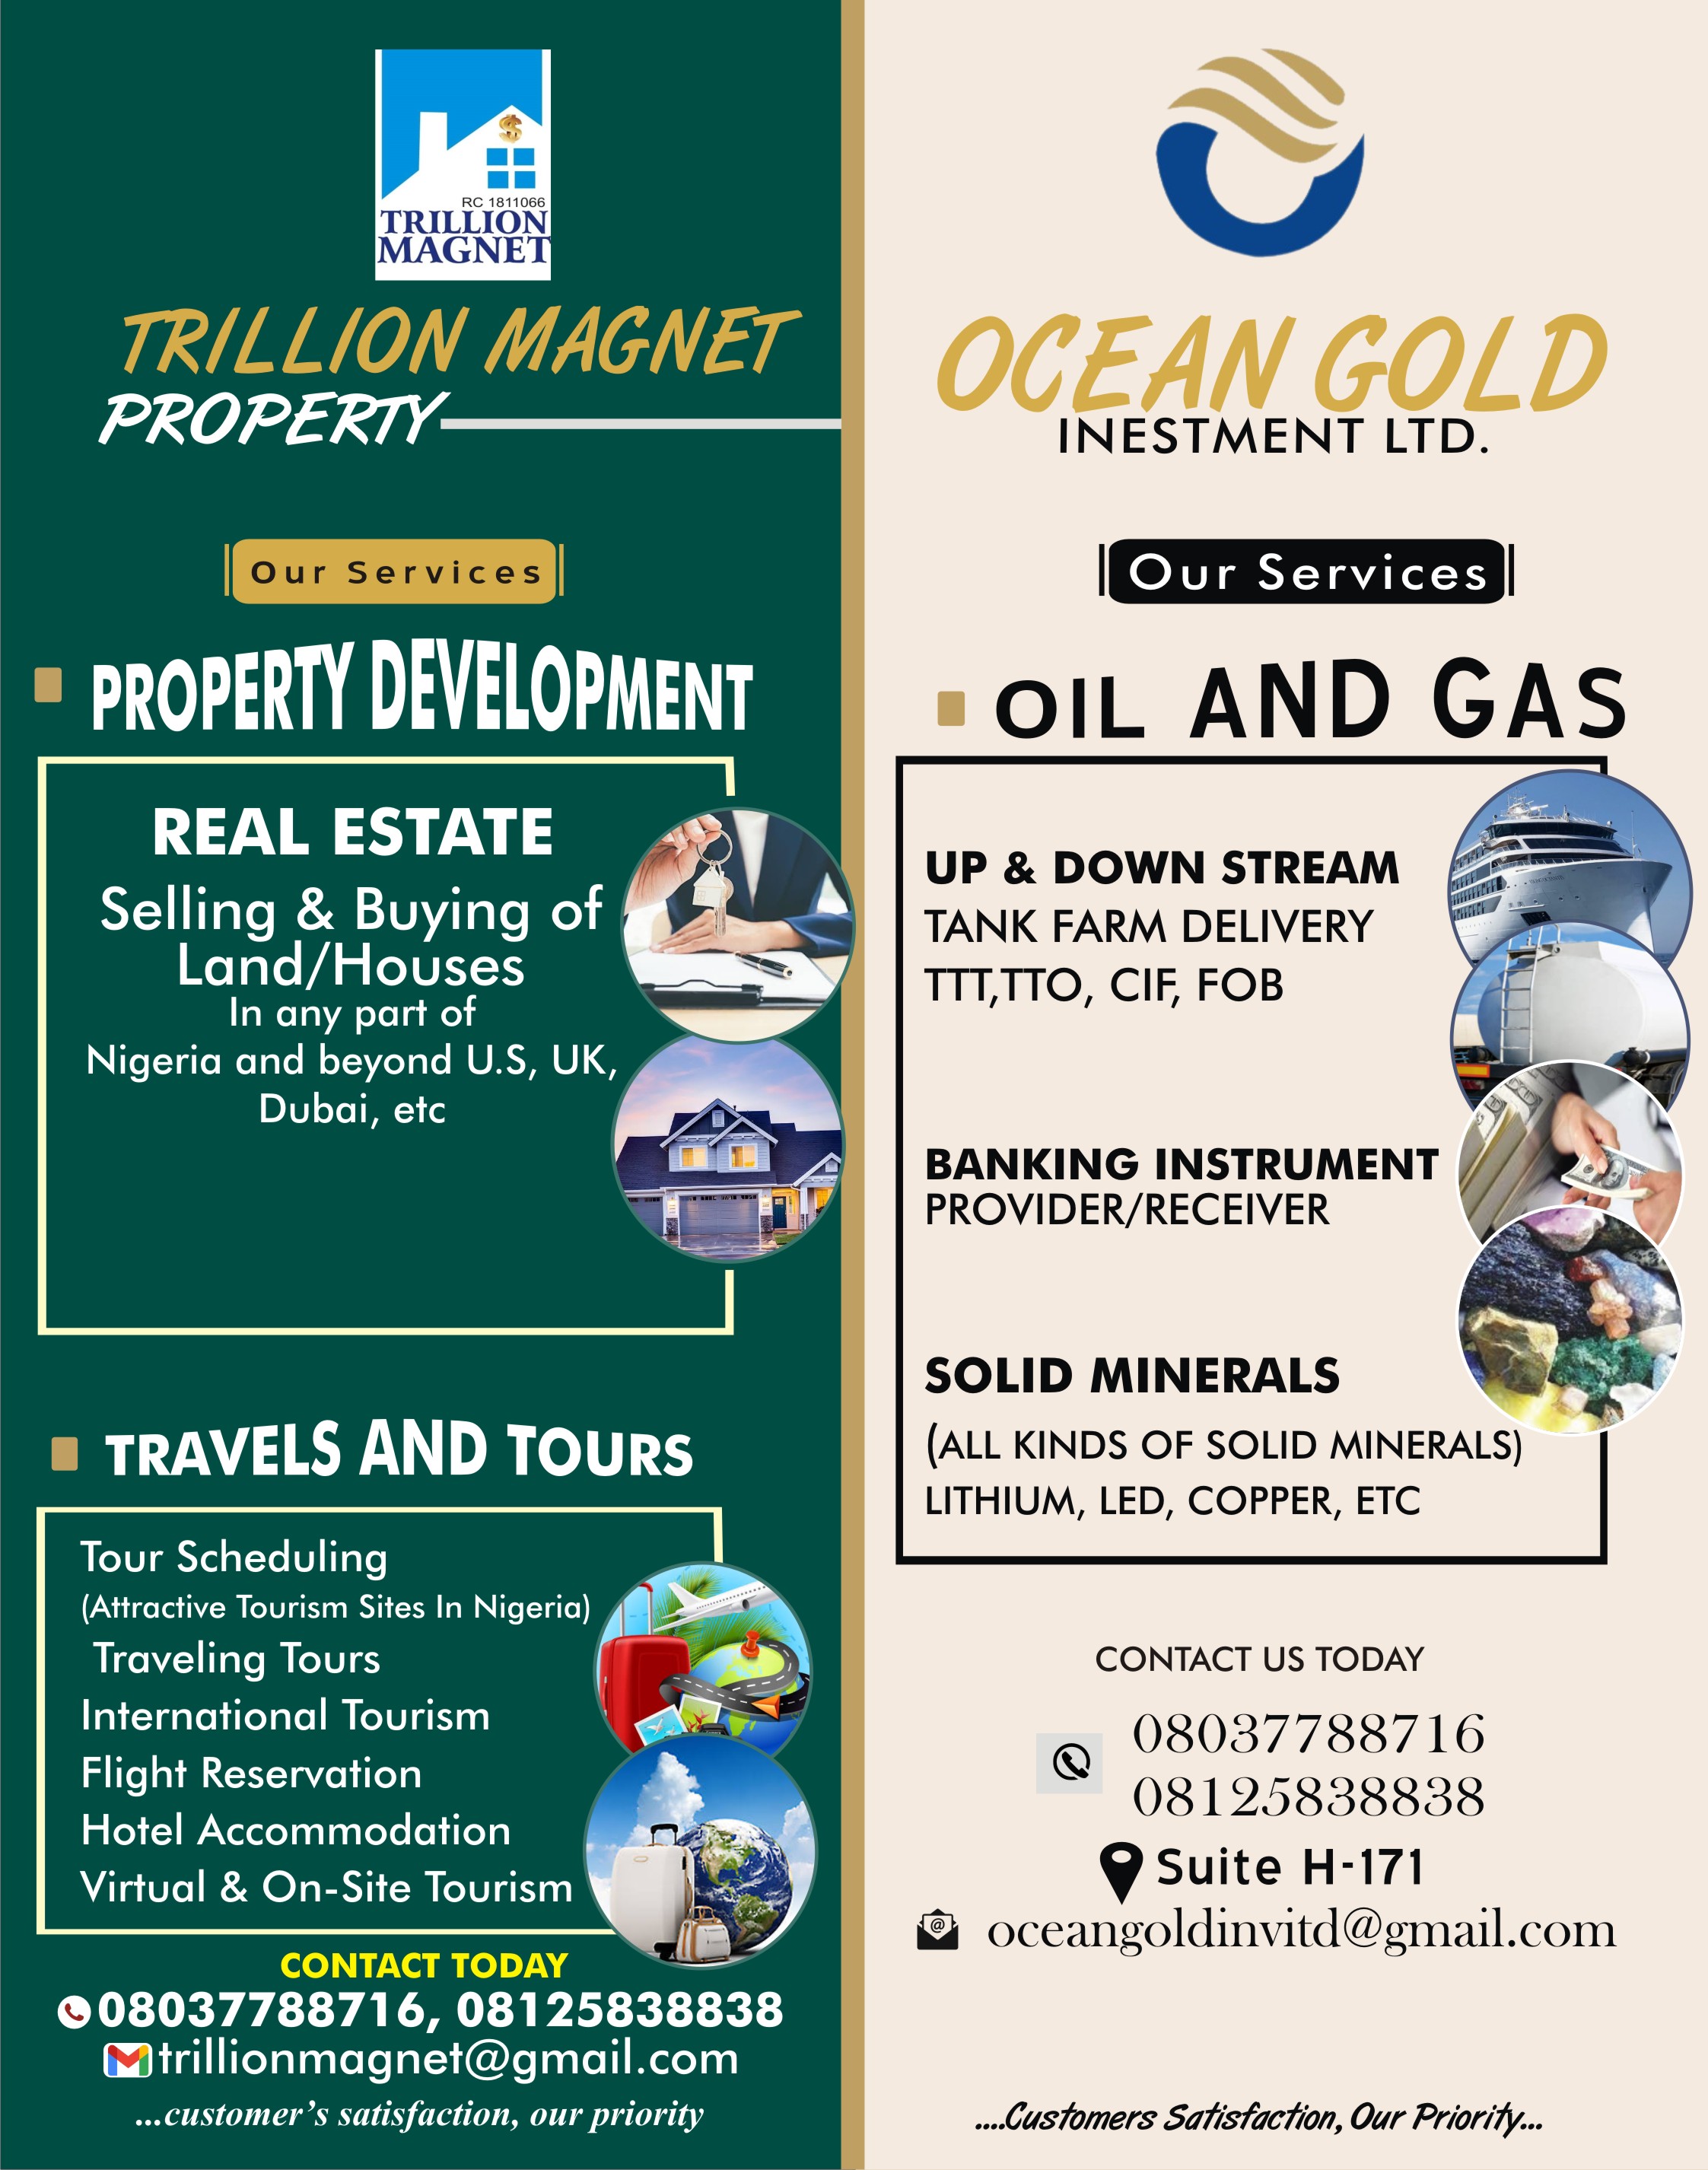 RC 1811066
TRILLION
MAGNET
TRILLION MAGNET
PROPERTY
Our Services
PROPERTY DEVELOPMENT
REAL ESTATE
Selling & Buying of
Land/Houses
In any part of
Nigeria and beyond U.S, UK,
Dubai, etc
TRAVELS AND TOURS
Tour Scheduling
(Attractive Tourism Sites In Nigeria)
Traveling Tours
International Tourism
Flight Reservation
Hotel Accommodation
Virtual & On-Site Tourism
CONTACT TODAY
08037788716, 08125838838
trillionmagnet@gmail.com
...customer's satisfaction, our priority
OCEAN GOLD
INESTMENT LTD.
Our Services
OIL AND GAS
UP & DOWN STREAM
TANK FARM DELIVERY
TTT,TTO, CIF, FOB
BANKING INSTRUMENT
PROVIDER/RECEIVER
SOLID MINERALS
(ALL KINDS OF SOLID MINERALS)
LITHIUM, LED, COPPER, ETC
CONTACT US TODAY
08037788716
08125838838
Suite H-171
oceangoldinvitd@gmail.com
....Customers Satisfaction, Our Priority...